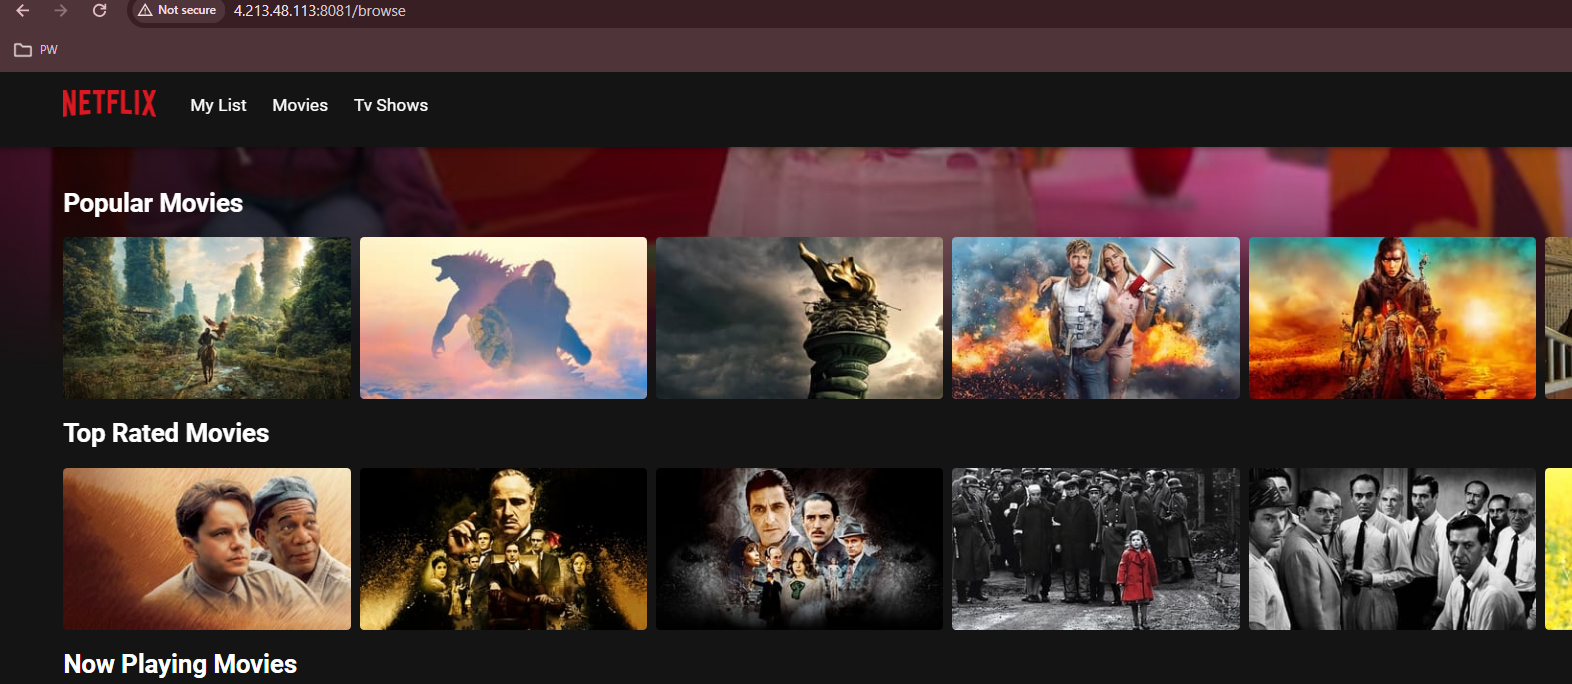 Not secure 4.213.48.113:8081/browse
PW
NETFLIX My List Movies Tv Shows
Popular Movies
Top Rated Movies
Now Playing Movies